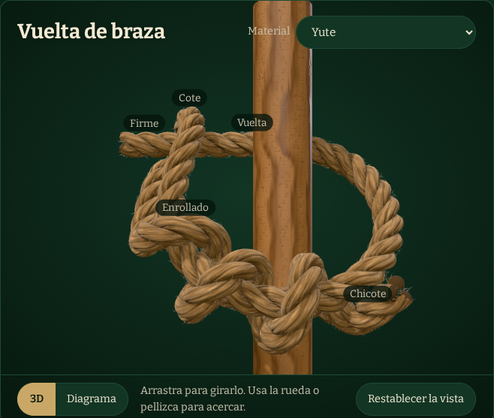 Vuelta de braza
Material
Yute
Cote
Firme
Vuelta
Enrollado
Chicote
3D
Diagrama
Arrastra para girarlo. Usa la rueda o
pellizca para acercar.
Restablecer la vista